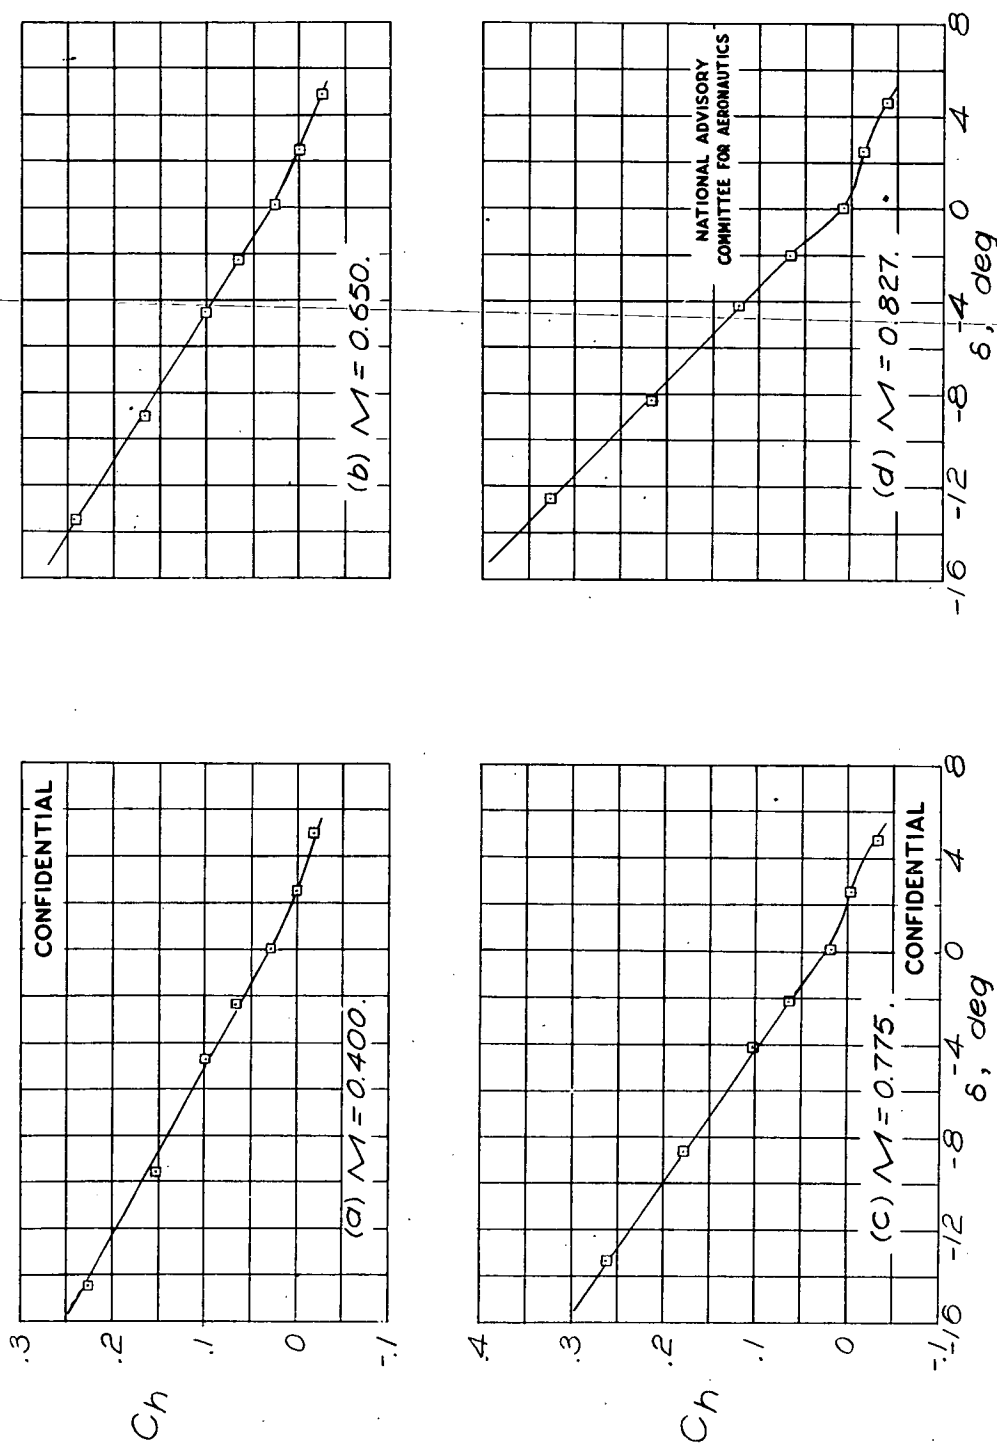 CONFIDENTIAL
.3
.2
.1
0
-.1
Ch
(a) M = 0.400.
(b) M = 0.650.
.4
.3
.2
.1
0
-.1
Ch
(c) M = 0.775.
CONFIDENTIAL
-16 -12 -8 -4 0 4 8
δ, deg
NATIONAL ADVISORY
COMMITTEE FOR AERONAUTICS
(d) M = 0.827.
-16 -12 -8 -4 0 4 8
δ, deg